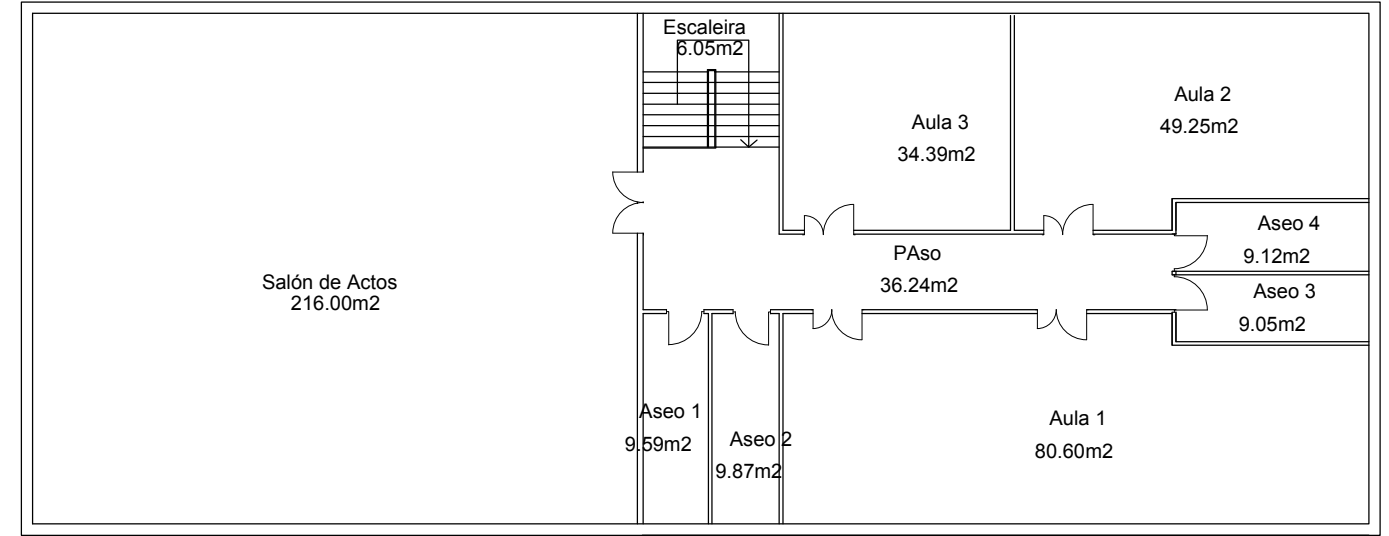 Escaleira
6.05m2
Aula 2
49.25m2
Aula 3
34.39m2
Aseo 4
9.12m2
PAso
36.24m2
Salón de Actos
216.00m2
Aseo 3
9.05m2
Aseo 1
9.59m2
Aseo 2
9.87m2
Aula 1
80.60m2